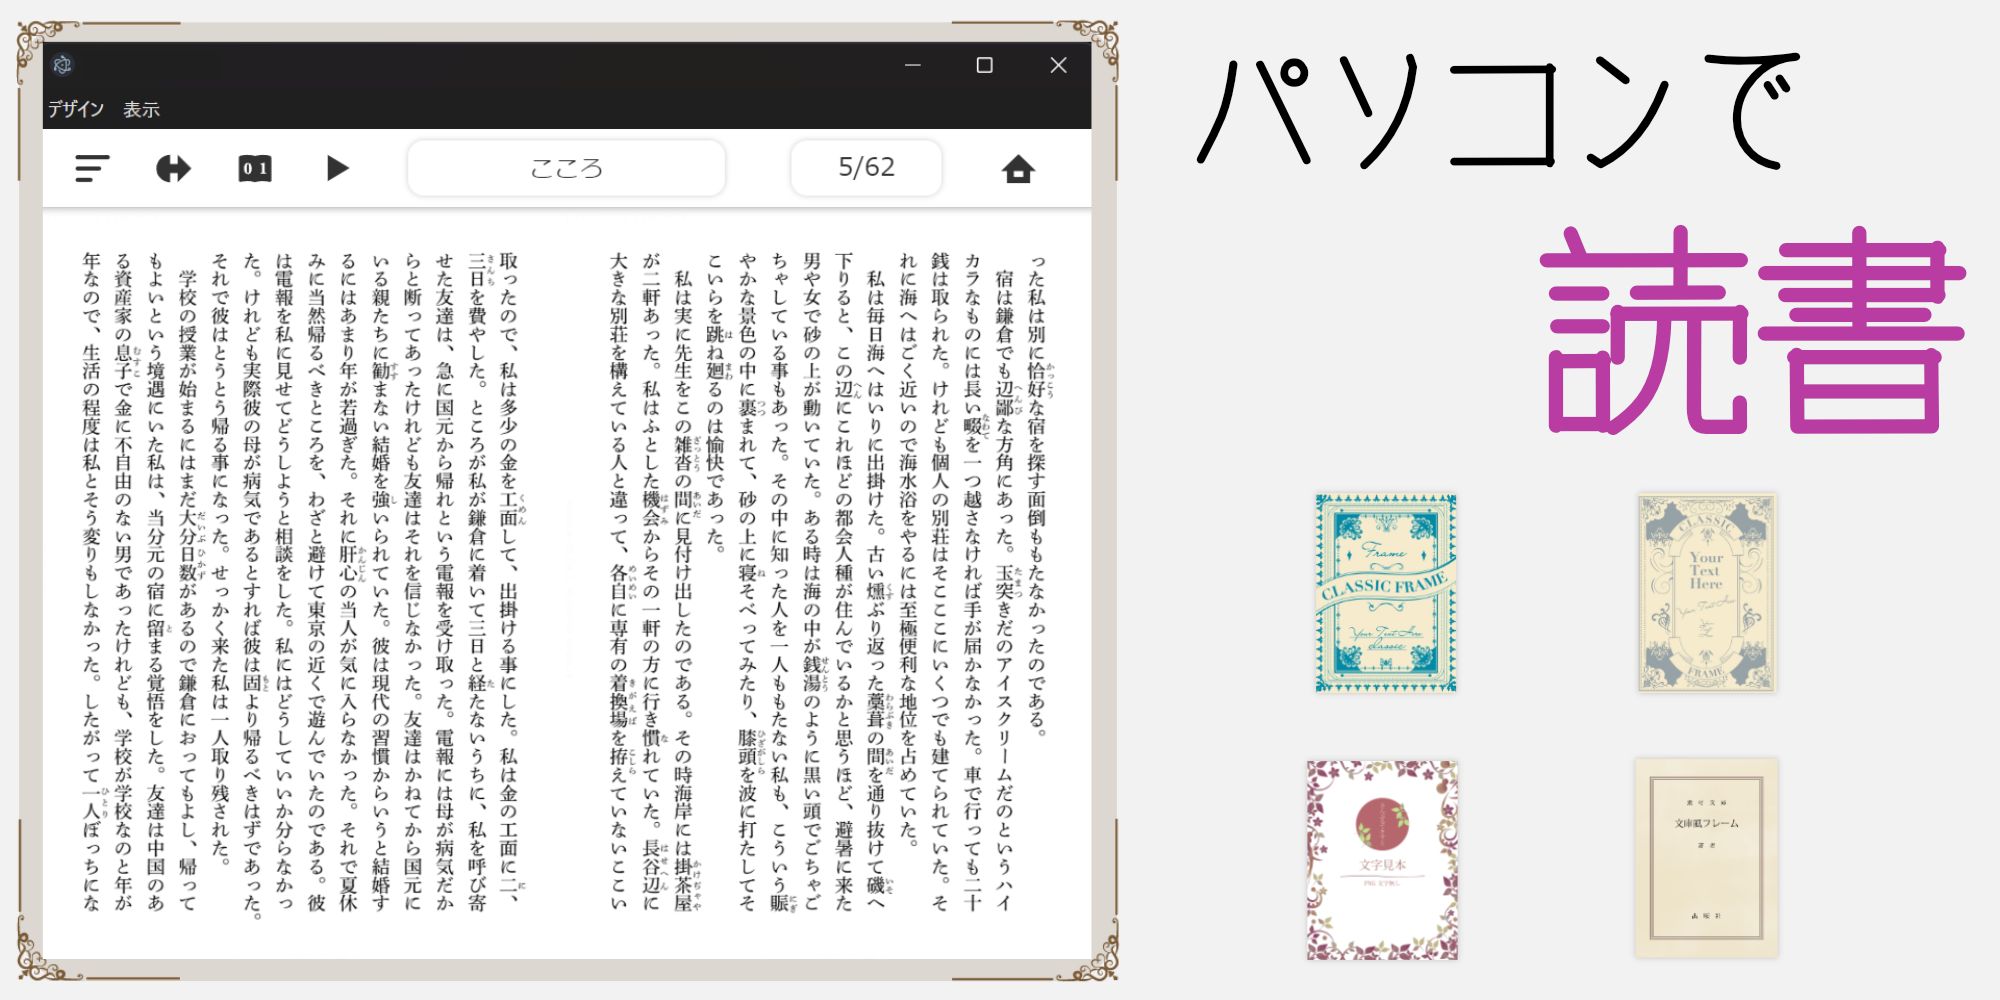 デザイン 表示
01
こころ
5/62
取ったので、私は多少の金を工面して、出掛ける事にした。私は金の工面に二、
三日を費やした。ところが私が鎌倉に着いて三日と経たないうちに、私を呼び寄
せた友達は、急に国元から帰れという電報を受け取った。電報には母が病気だか
らと断ってあったけれども友達はそれを信じなかった。友達はかねてから国元に
いる親たちに勧まない結婚を強いられていた。彼は現代の習慣からいうと結婚す
るにはあまり年が若過ぎた。それに肝心の当人が気に入らなかった。それで夏休
みに当然帰るべきところを、わざと避けて東京の近くで遊んでいたのである。彼
は電報を私に見せてどうしようと相談をした。私にはどうしていいか分らなかっ
た。けれども実際彼の母が病気であるとすれば彼は固より帰るべきはずであった。
それで彼はとうとう帰る事になった。せっかく来た私は一人取り残された。
学校の授業が始まるにはまだ大分日数があるので鎌倉におってもよし、帰って
もよいという境遇にいた私は、当分元の宿に留まる覚悟をした。友達は中国のあ
る資産家の息子で金に不自由のない男であったけれども、学校が学校なのと年が
年なので、生活の程度は私とそう変りもしなかった。したがって一人ぼっちにな
った私は別に恰好な宿を探す面倒ももたなかったのである。
宿は鎌倉でも辺鄙な方角にあった。玉突きだのアイスクリームだのというハイ
カラなものには長い畷を一つ越さなければ手が届かなかった。車で行っても二十
銭は取られた。けれども個人の別荘はそこここにいくつでも建てられていた。そ
れに海へはごく近いので海水浴をやるには至極便利な地位を占めていた。
私は毎日海へはいりに出掛けた。古い燻ぶり返った藁葺の間を通り抜けて磯へ
下りると、この辺にこれほどの都会人種が住んでいるかと思うほど、避暑に来た
男や女で砂の上が動いていた。ある時は海の中が銭湯のように黒い頭でごちゃご
ちゃしている事もあった。その中に知った人を一人ももたない私も、こういう賑
やかな景色の中に裹まれて、砂の上に寝そべってみたり、膝頭を波に打たしてそ
こいらを跳ね廻るのは愉快であった。
私は実に先生をこの雑沓の間に見付け出したのである。その時海岸には掛茶屋
が二軒あった。私はふとした機会からその一軒の方に行き慣れていた。長谷辺に
大きな別荘を構えている人と違って、各自に専有の着換場を拵えていないここい
パソコンで
読書
Frame
CLASSIC FRAME
Your Text Here
classic
CLASSIC
Your
Text
Here
Your Text Here
FRAME
文字見本
文庫風フレーム
著者
出版社